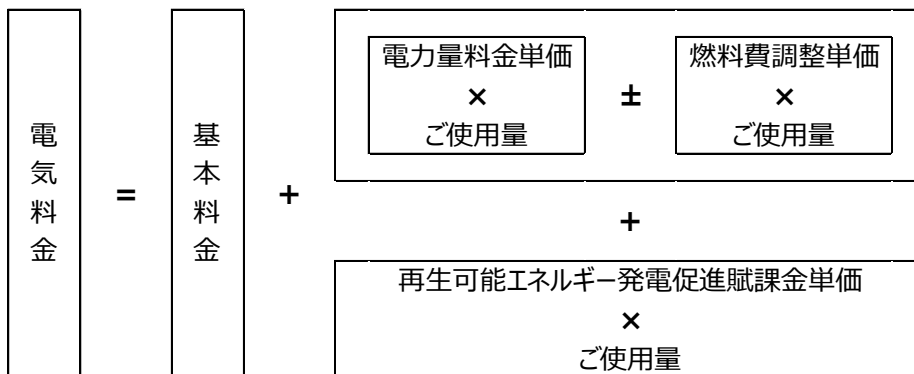 電気料金
=
基本料金
+
電力量料金単価
×
ご使用量
±
燃料費調整単価
×
ご使用量
+
再生可能エネルギー発電促進賦課金単価
×
ご使用量